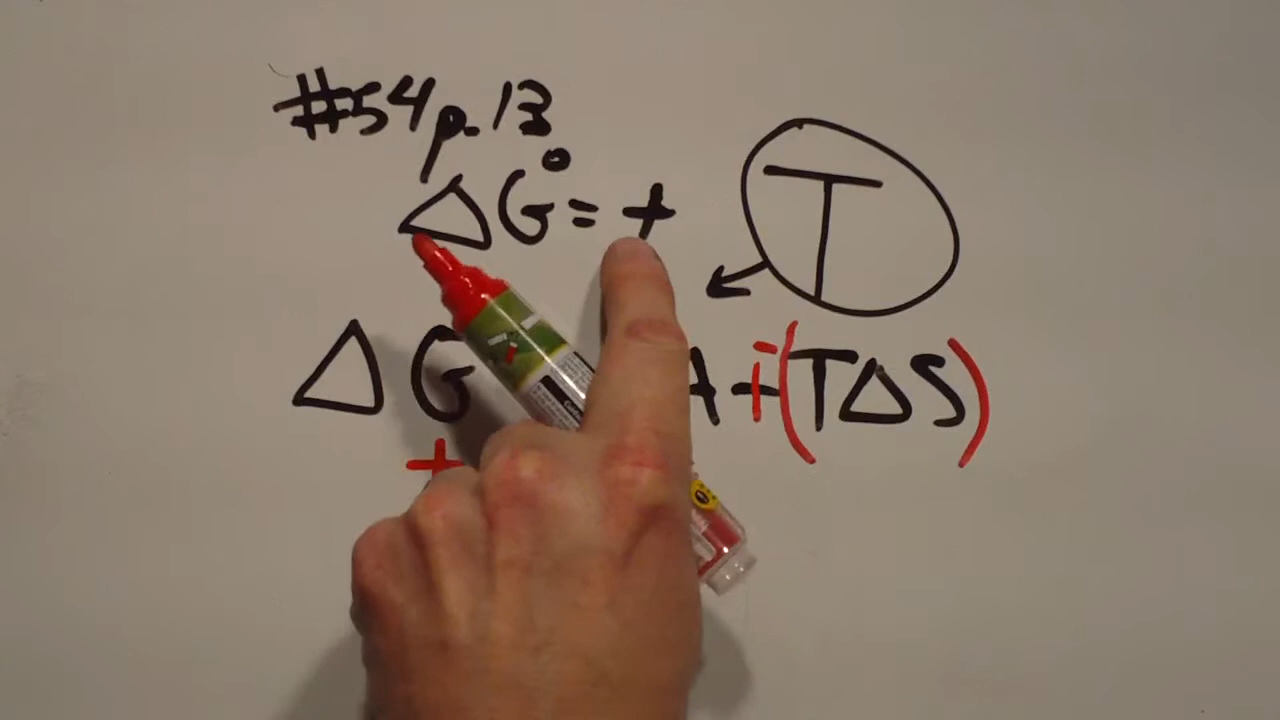 #54 p. 13
ΔG° = +
T
ΔG + (TΔS)
+